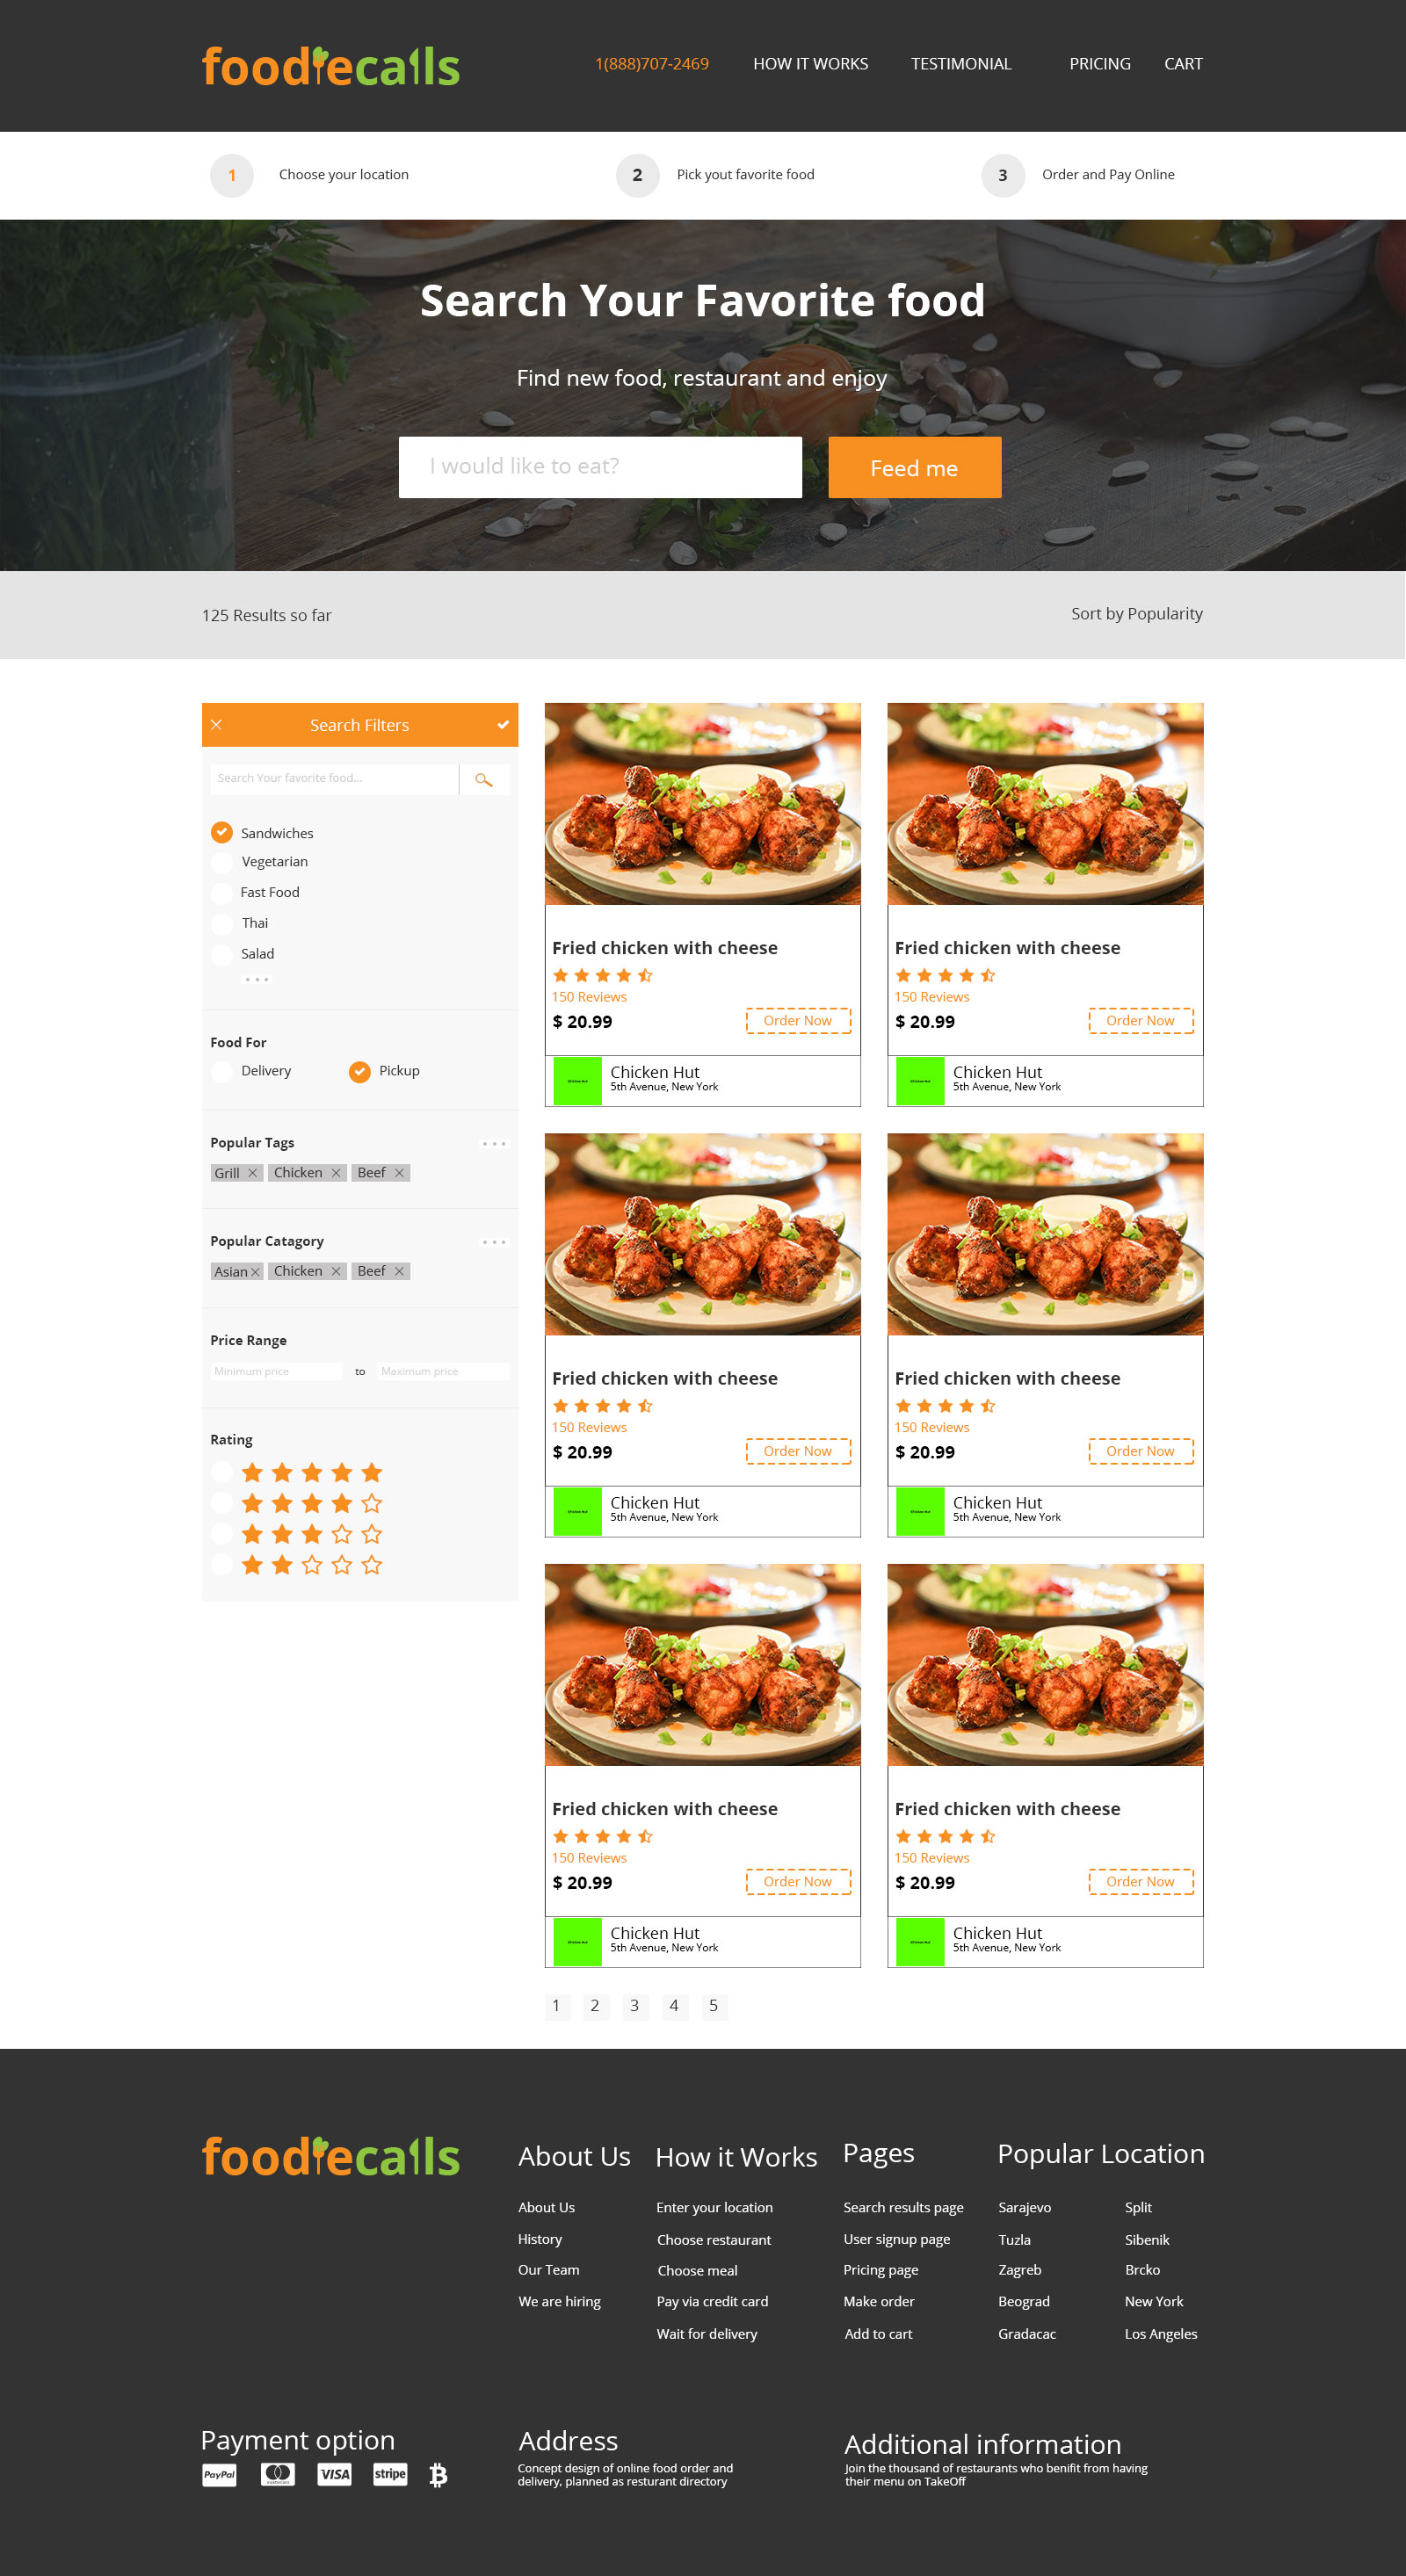 foodiecalls
1(888)707-2469 HOW IT WORKS TESTIMONIAL PRICING CART
1 Choose your location 2 Pick yout favorite food 3 Order and Pay Online
Search Your Favorite food
Find new food, restaurant and enjoy
I would like to eat? Feed me
125 Results so far Sort by Popularity
Search Filters
Search Your favorite food...
Sandwiches
Vegetarian
Fast Food
Thai
Salad
Food For
Delivery Pickup
Popular Tags
Grill Chicken Beef
Popular Catagory
Asian Chicken Beef
Price Range
Minimum price to Maximum price
Rating
Fried chicken with cheese
150 Reviews
$ 20.99 Order Now
Chicken Hut
Chicken Hut
5th Avenue, New York
Fried chicken with cheese
150 Reviews
$ 20.99 Order Now
Chicken Hut
Chicken Hut
5th Avenue, New York
Fried chicken with cheese
150 Reviews
$ 20.99 Order Now
Chicken Hut
Chicken Hut
5th Avenue, New York
Fried chicken with cheese
150 Reviews
$ 20.99 Order Now
Chicken Hut
Chicken Hut
5th Avenue, New York
Fried chicken with cheese
150 Reviews
$ 20.99 Order Now
Chicken Hut
Chicken Hut
5th Avenue, New York
Fried chicken with cheese
150 Reviews
$ 20.99 Order Now
Chicken Hut
Chicken Hut
5th Avenue, New York
1 2 3 4 5
foodiecalls
About Us
About Us
History
Our Team
We are hiring
How it Works
Enter your location
Choose restaurant
Choose meal
Pay via credit card
Wait for delivery
Pages
Search results page
User signup page
Pricing page
Make order
Add to cart
Popular Location
Sarajevo Split
Tuzla Sibenik
Zagreb Brcko
Beograd New York
Gradacac Los Angeles
Payment option
PayPal VISA stripe
Address
Concept design of online food order and
delivery, planned as resturant directory
Additional information
Join the thousand of restaurants who benifit from having
their menu on TakeOff